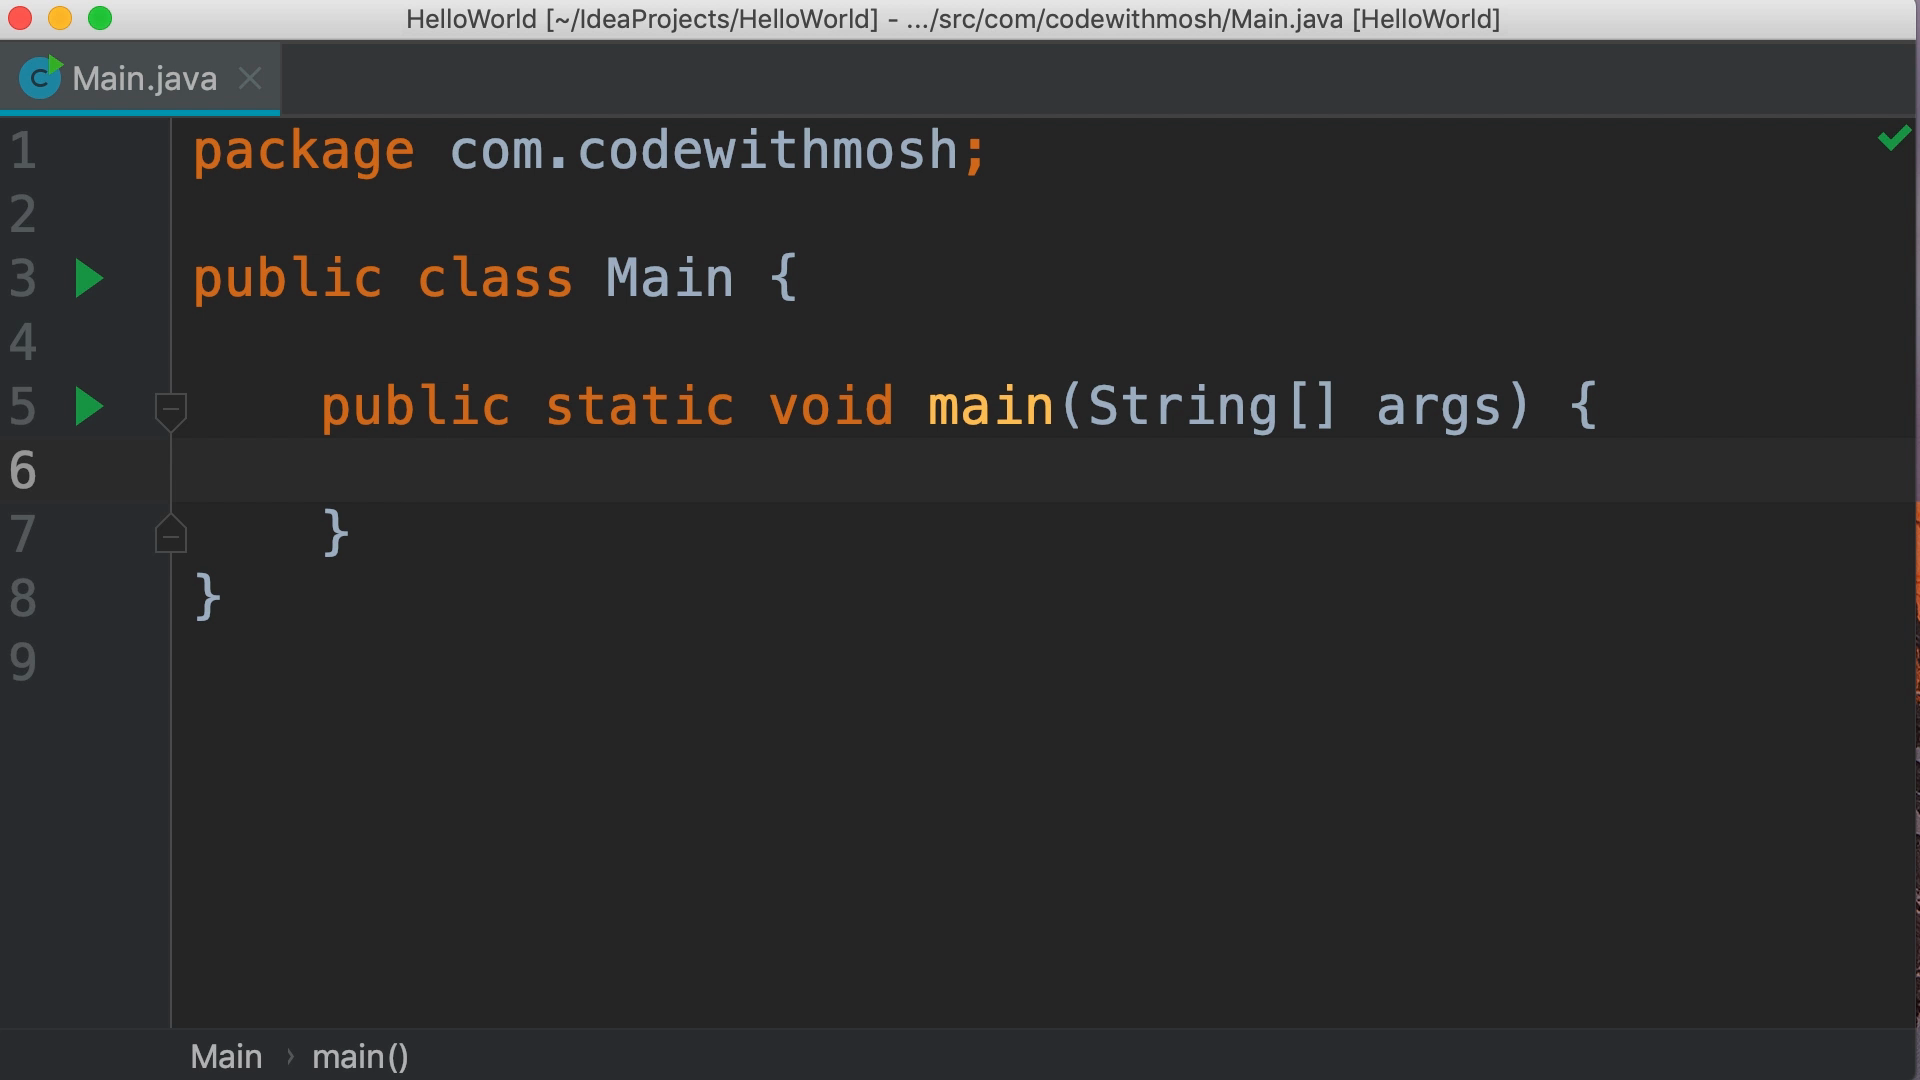 HelloWorld [~/IdeaProjects/HelloWorld] - .../src/com/codewithmosh/Main.java [HelloWorld]
C Main.java
1 package com.codewithmosh;
2
3 public class Main {
4
5 public static void main(String[] args) {
6
7 }
8 }
9
Main › main()